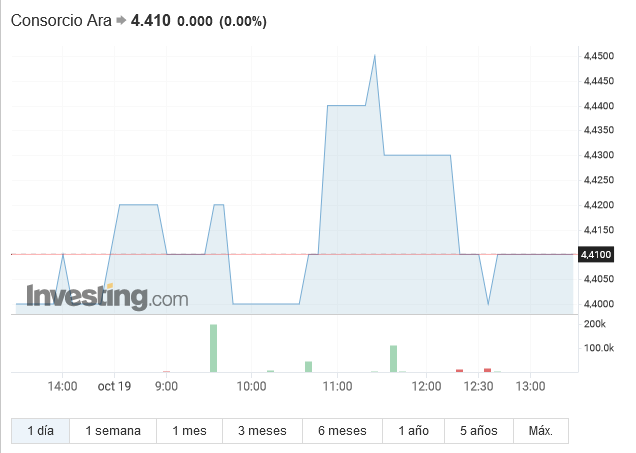 Consorcio Ara 4.410 0.000 (0.00%)
4,4500
4,4450
4,4400
4,4350
4,4300
4,4250
4,4200
4,4150
4,4100
4,4050
4,4000
Investing.com
200k
100.0k
14:00 oct 19 9:00 10:00 11:00 12:00 12:30 13:00
1 día 1 semana 1 mes 3 meses 6 meses 1 año 5 años Máx.